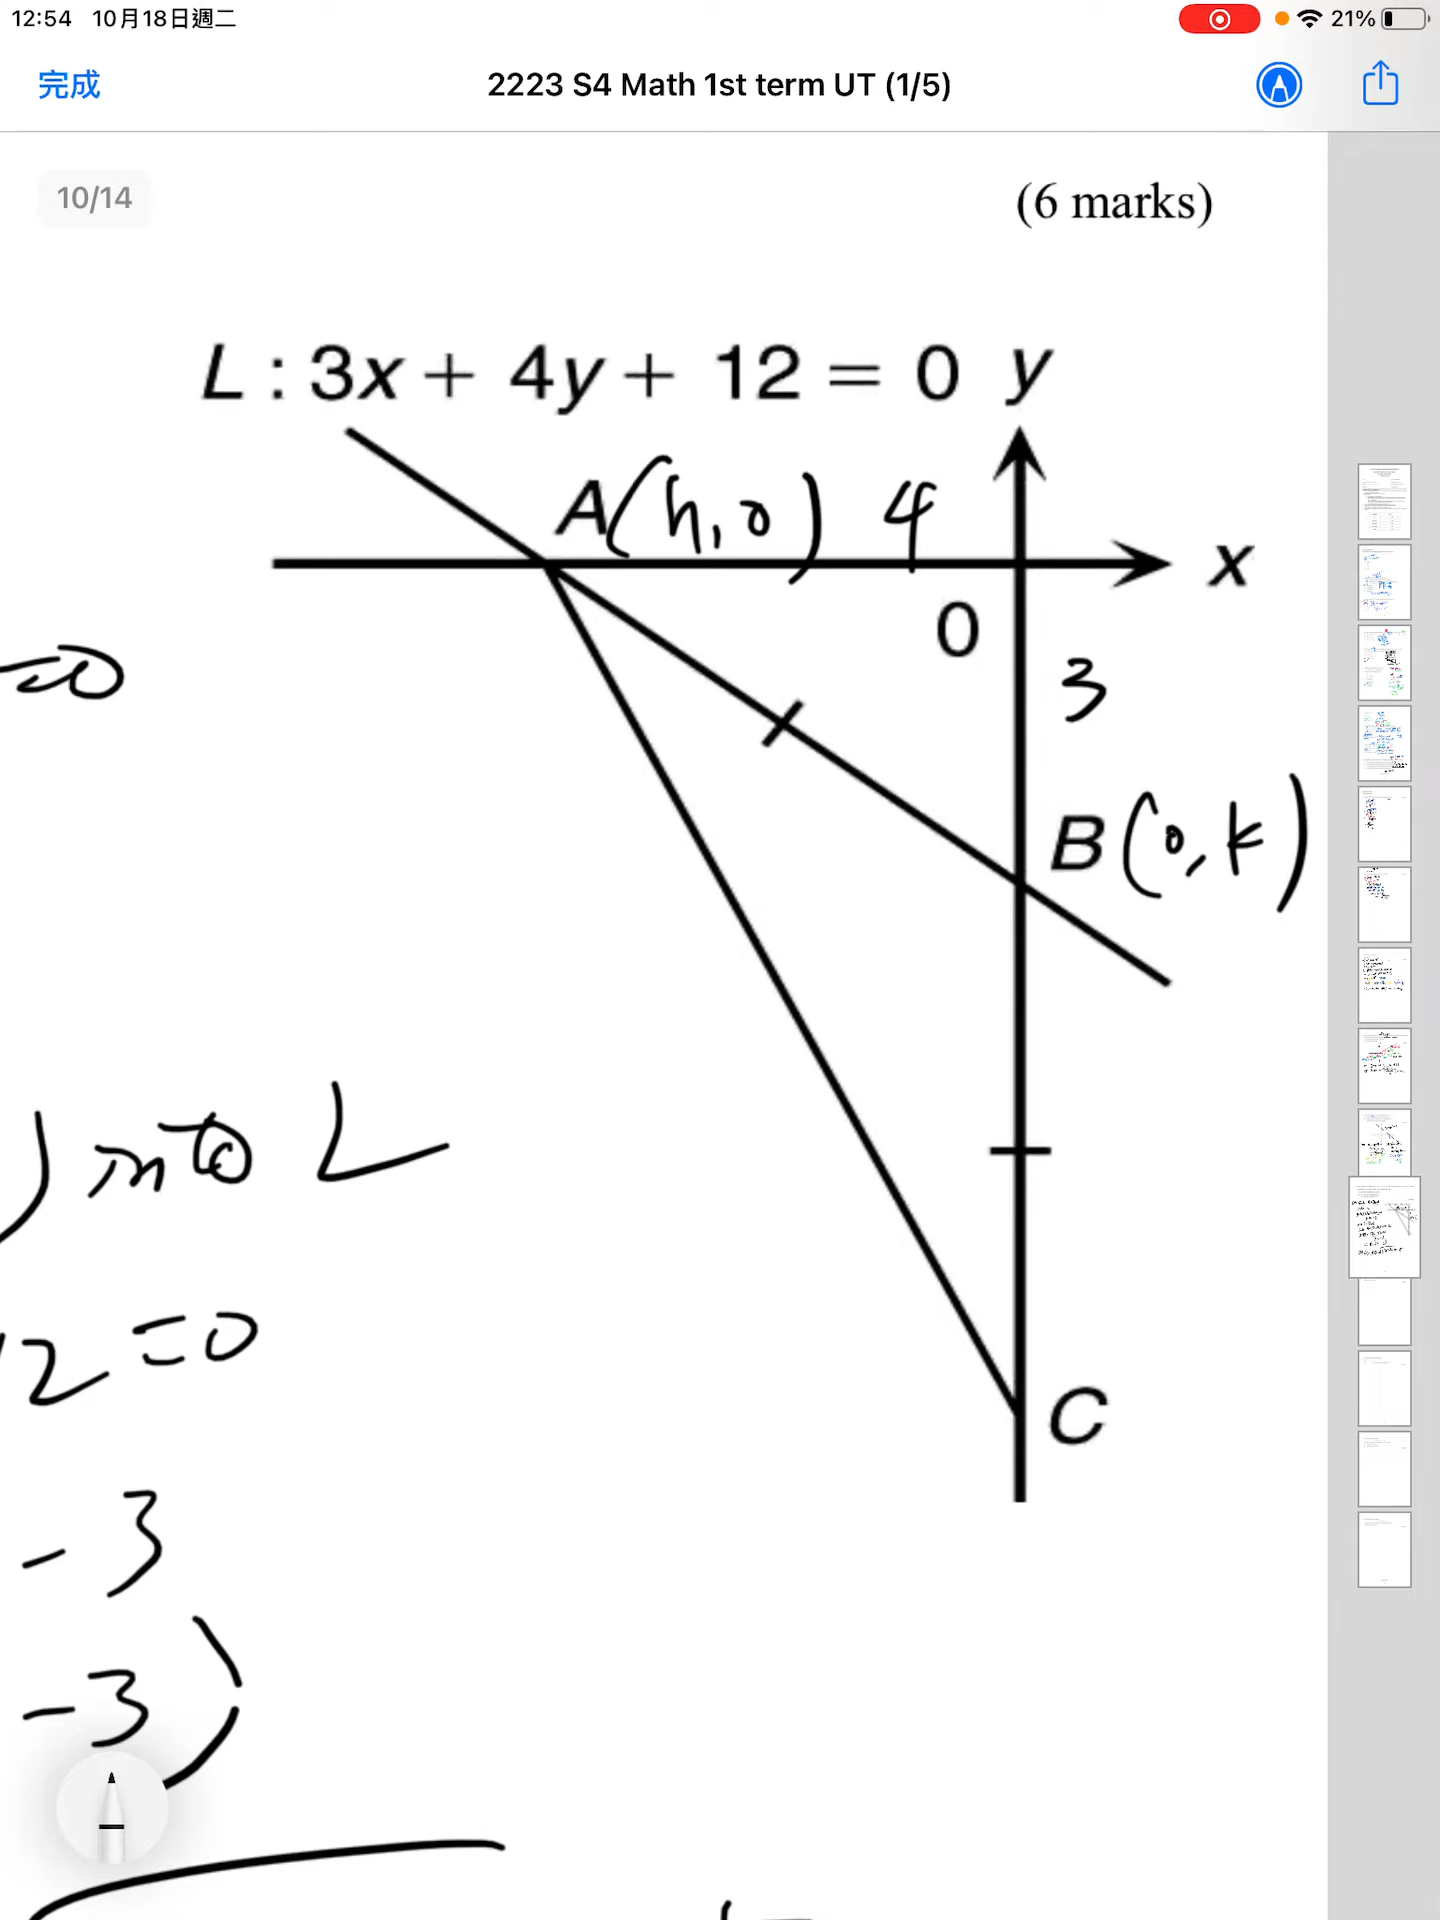 12:54 10月18日週二 21%
完成 2223 S4 Math 1st term UT (1/5)
10/14 (6 marks)
L : 3x + 4y + 12 = 0 y
A(h,0) 4
x
0
=0
3
B(0,k)
) into L
12=0
C
-3
-3)